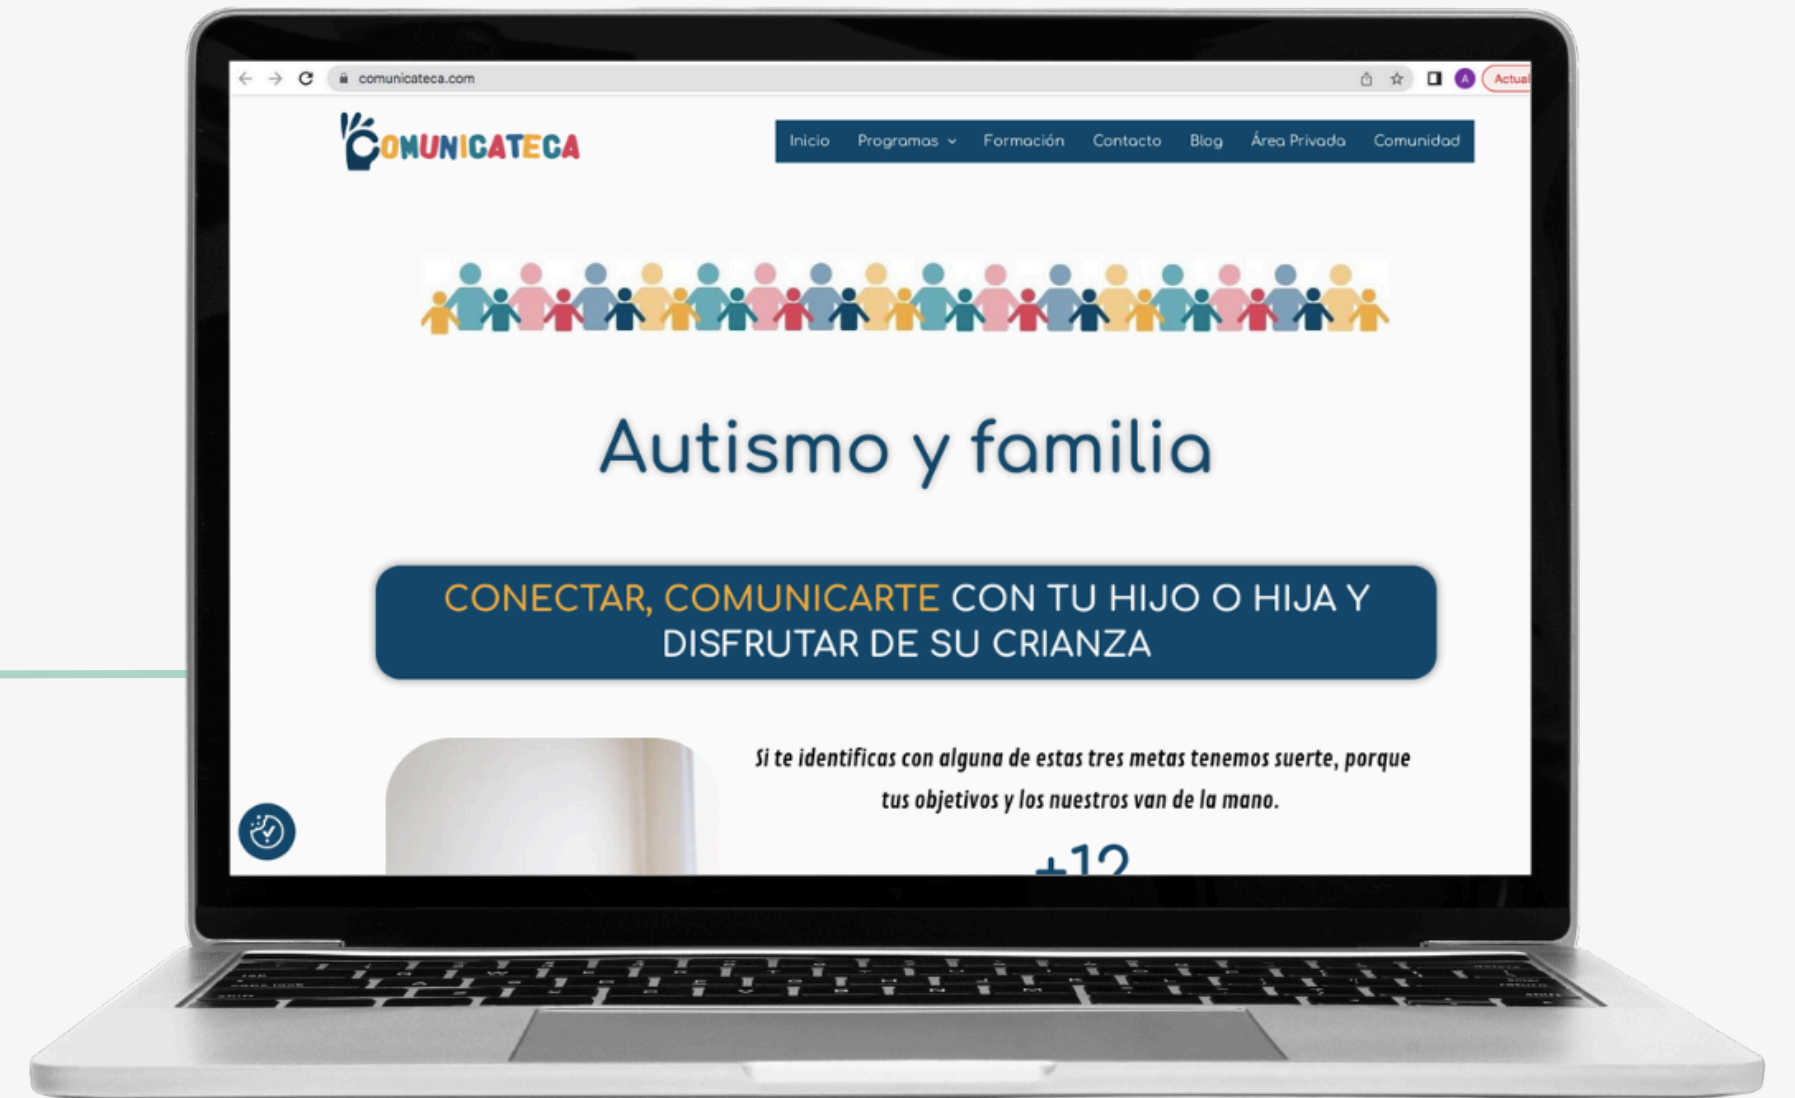 comunicateca.com
Actual
COMUNICATECA
Inicio Programas Formación Contacto Blog Área Privada Comunidad
Autismo y familia
CONECTAR, COMUNICARTE CON TU HIJO O HIJA Y
DISFRUTAR DE SU CRIANZA
Si te identificas con alguna de estas tres metas tenemos suerte, porque
tus objetivos y los nuestros van de la mano.
+12